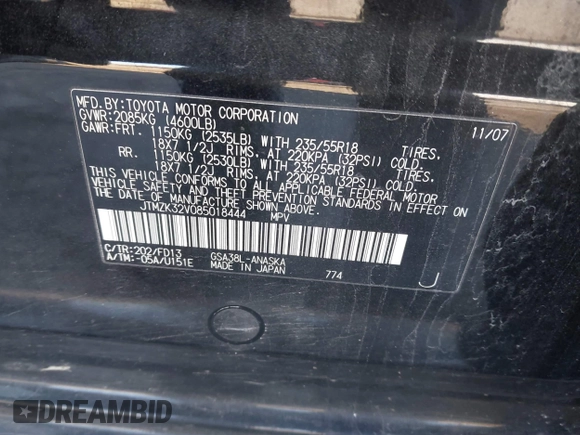 MFD.BY:TOYOTA MOTOR CORPORATION 11/07
GVWR:2085KG (4600LB)
GAWR:FRT. 1150KG (2535LB) WITH 235/55R18 TIRES.
18X7 1/2J RIMS, AT 220KPA (32PSI) COLD.
RR. 1150KG (2530LB) WITH 235/55R18 TIRES.
18X7 1/2J RIMS, AT 220KPA (32PSI) COLD.
THIS VEHICLE CONFORMS TO ALL APPLICABLE FEDERAL MOTOR
VEHICLE SAFETY AND THEFT PREVENTION STANDARDS IN EFFECT ON
THE DATE OF MANUFACTURE SHOWN ABOVE.
JTMZK32V085018444 MPV
C/TR:202/FD13 GSA38L-ANASKA
A/TM:-05A/U151E MADE IN JAPAN 774 J
DREAMBID